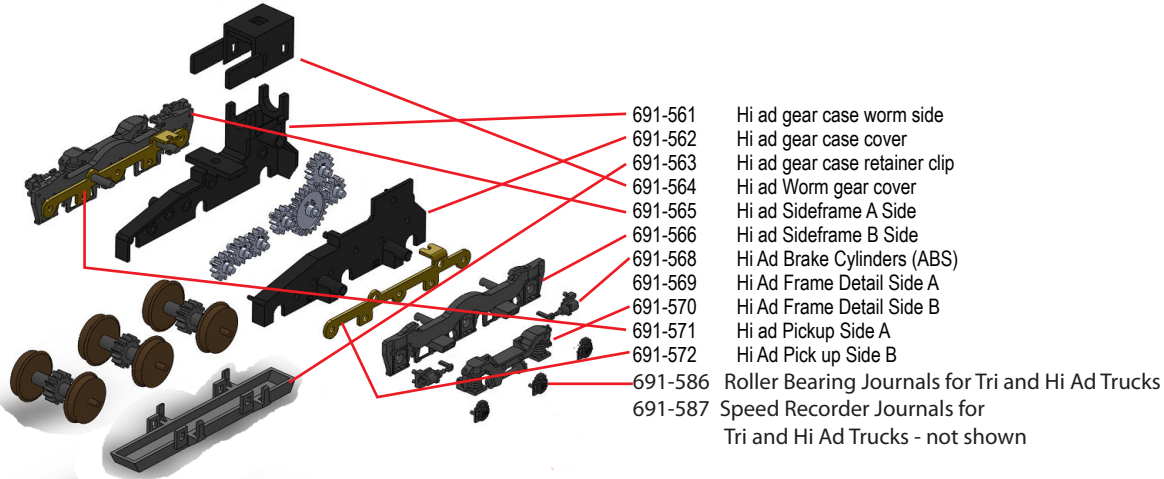 691-561 Hi ad gear case worm side
691-562 Hi ad gear case cover
691-563 Hi ad gear case retainer clip
691-564 Hi ad Worm gear cover
691-565 Hi ad Sideframe A Side
691-566 Hi ad Sideframe B Side
691-568 Hi Ad Brake Cylinders (ABS)
691-569 Hi Ad Frame Detail Side A
691-570 Hi Ad Frame Detail Side B
691-571 Hi ad Pickup Side A
691-572 Hi Ad Pick up Side B
691-586 Roller Bearing Journals for Tri and Hi Ad Trucks
691-587 Speed Recorder Journals for
Tri and Hi Ad Trucks - not shown